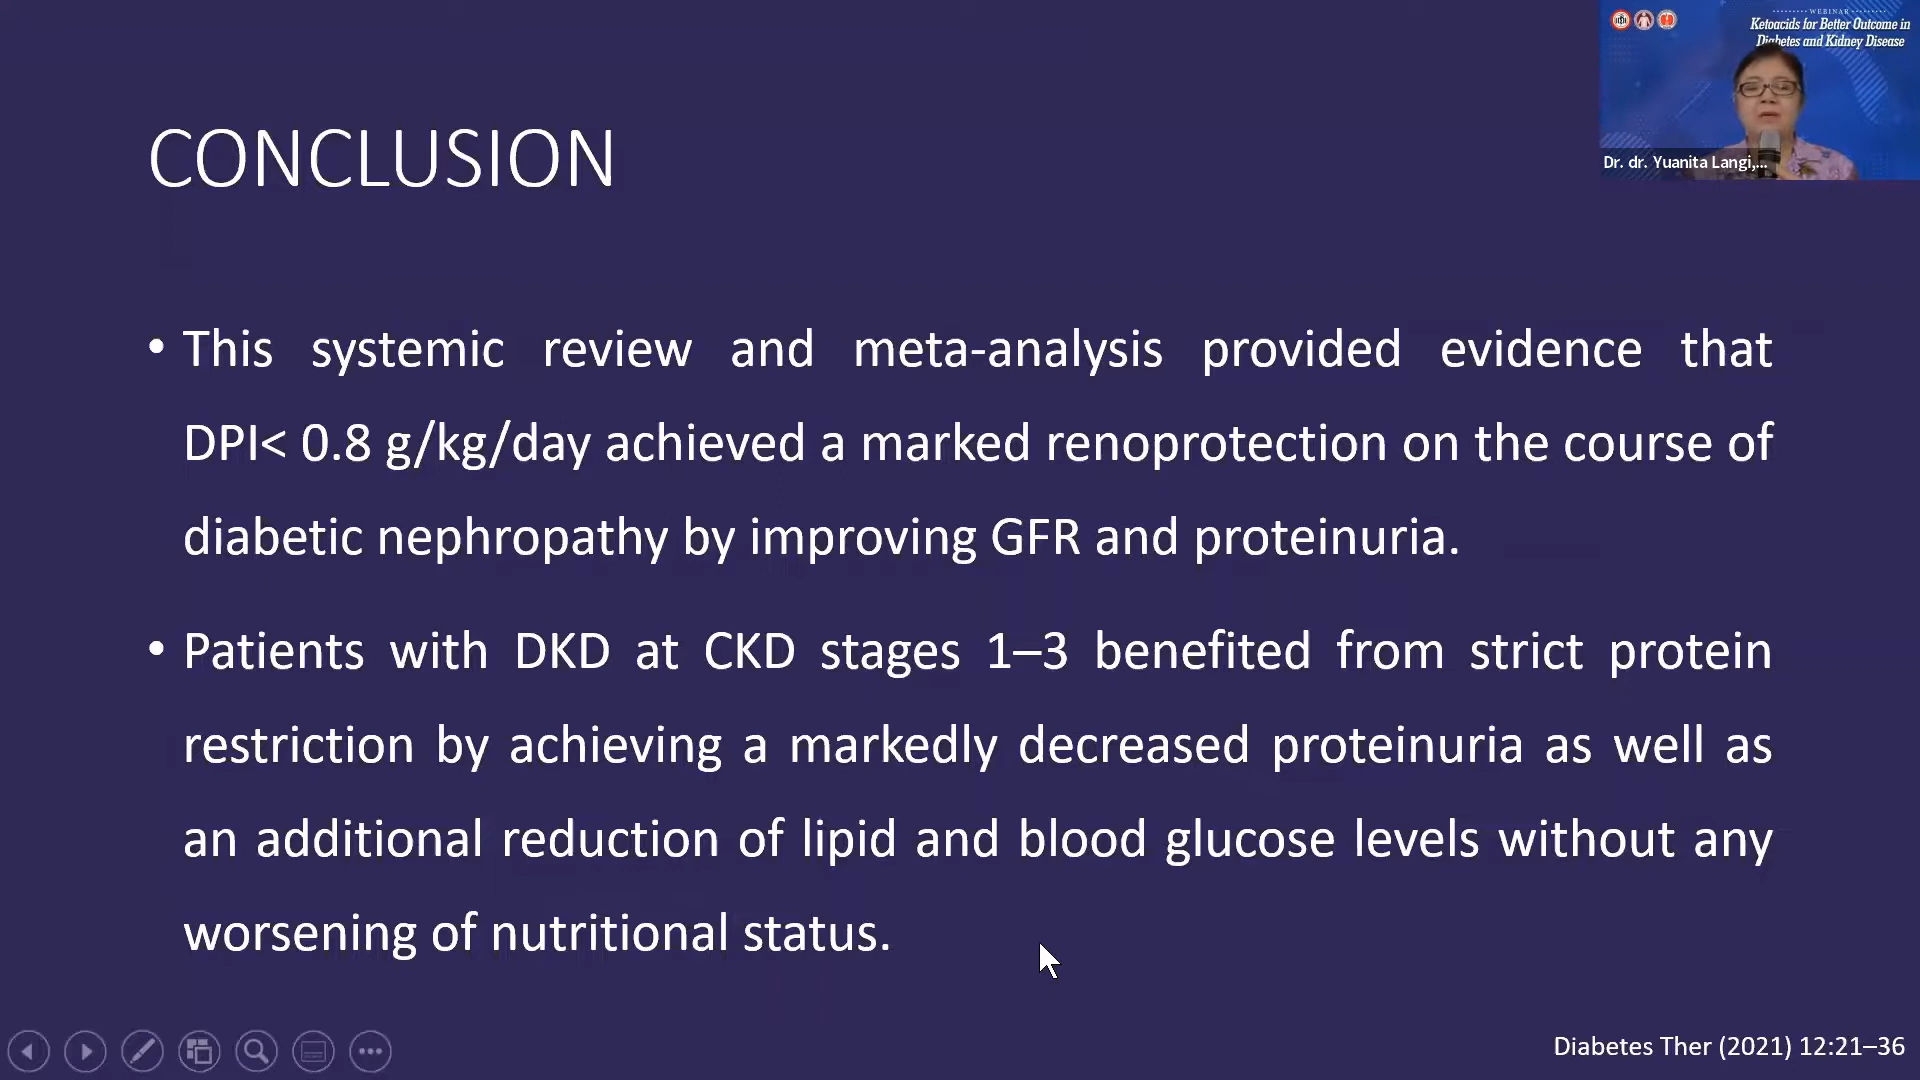 WEBINAR
Ketoacids for Better Outcome in
Diabetes and Kidney Disease
Dr. dr. Yuanita Langi,...
CONCLUSION
• This systemic review and meta-analysis provided evidence that
DPI< 0.8 g/kg/day achieved a marked renoprotection on the course of
diabetic nephropathy by improving GFR and proteinuria.
• Patients with DKD at CKD stages 1–3 benefited from strict protein
restriction by achieving a markedly decreased proteinuria as well as
an additional reduction of lipid and blood glucose levels without any
worsening of nutritional status.
Diabetes Ther (2021) 12:21–36